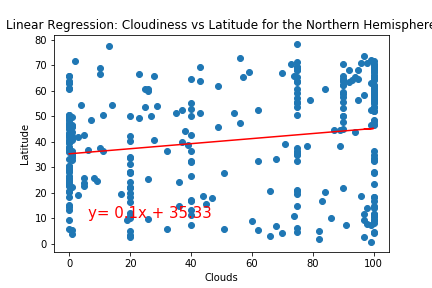 Linear Regression: Cloudiness vs Latitude for the Northern Hemisphere
80
70
60
50
40
30
20
10
0
Latitude
y= 0.1x + 35.33
0 20 40 60 80 100
Clouds